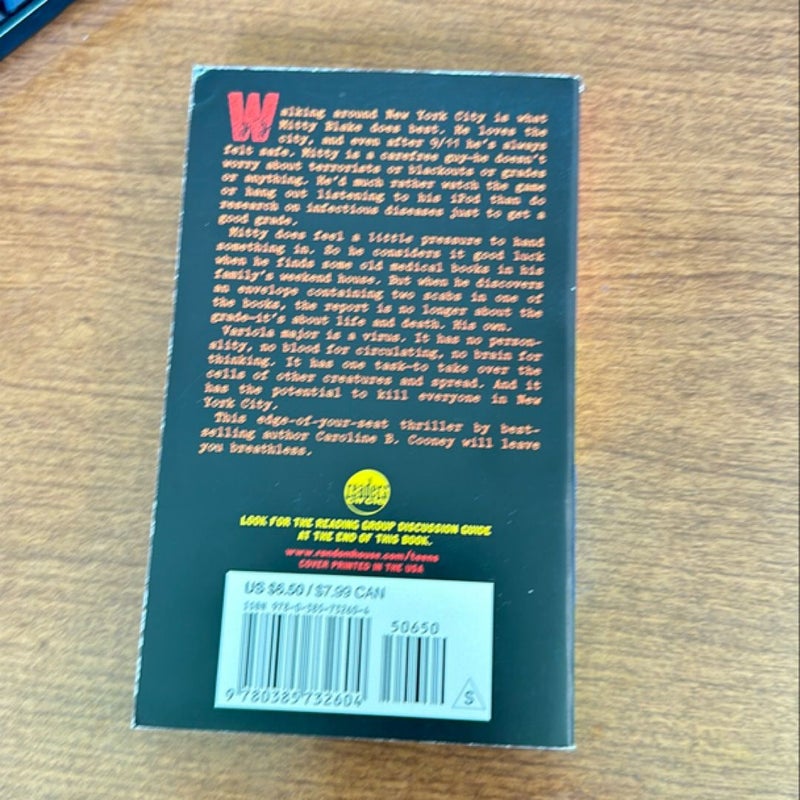 Walking around New York City is what
Mitty Blake does best. He loves the
city, and even after 9/11 he's always
felt safe. Mitty is a carefree guy-he doesn't
worry about terrorists or blackouts or grades
or anything. He'd much rather watch the game
or hang out listening to his iPod than do
research on infectious diseases just to get a
good grade.
Mitty does feel a little pressure to hand
something in. So he considers it good luck
when he finds some old medical books in his
family's weekend house. But when he discovers
an envelope containing two scabs in one of
the books, the report is no longer about the
grade—it's about life and death. His own.
Variola major is a virus. It has no person-
ality, no blood for circulating, no brain for
thinking. It has one task-to take over the
cells of other creatures and spread. And it
has the potential to kill everyone in New
York City.
This edge-of-your-seat thriller by best-
selling author Caroline B. Cooney will leave
you breathless.
readers
circle
LOOK FOR THE READING GROUP DISCUSSION GUIDE
AT THE END OF THIS BOOK.
www.randomhouse.com/teens
COVER PRINTED IN THE USA
US $6.50 / $7.99 CAN
ISBN 978-0-385-73260-4
50650
9 780385 732604
S